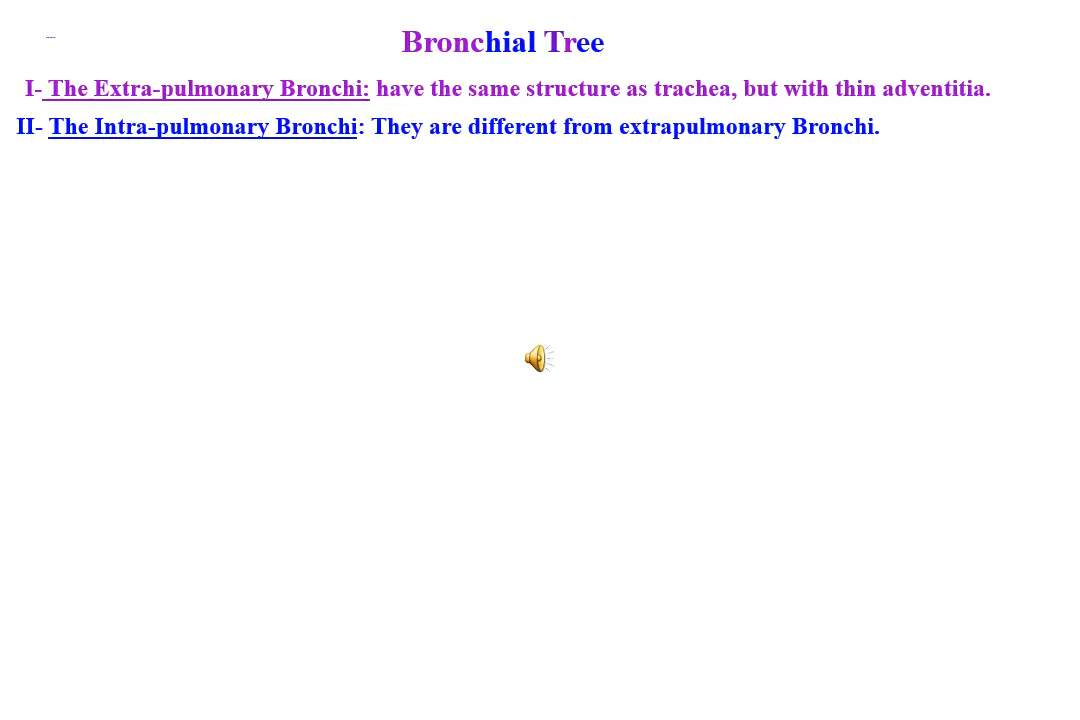 Bronchial Tree
I- The Extra-pulmonary Bronchi: have the same structure as trachea, but with thin adventitia.
II- The Intra-pulmonary Bronchi: They are different from extrapulmonary Bronchi.